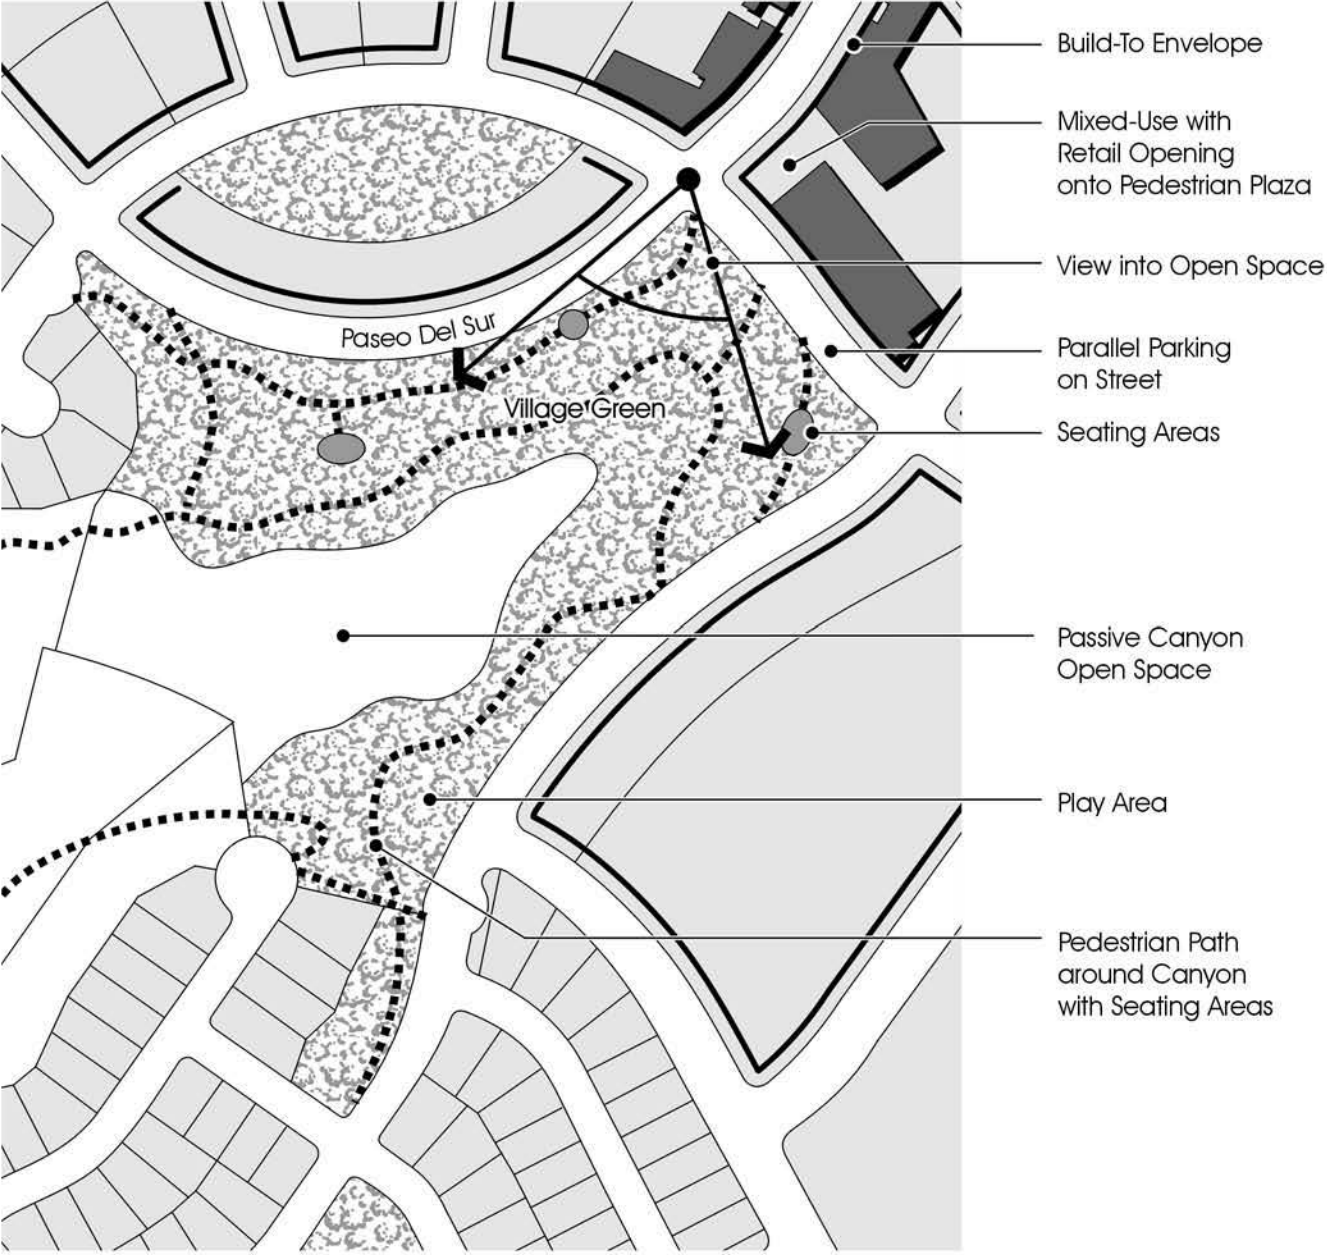 Build-To Envelope
Mixed-Use with
Retail Opening
onto Pedestrian Plaza
View into Open Space
Paseo Del Sur
Parallel Parking
on Street
Village Green
Seating Areas
Passive Canyon
Open Space
Play Area
Pedestrian Path
around Canyon
with Seating Areas